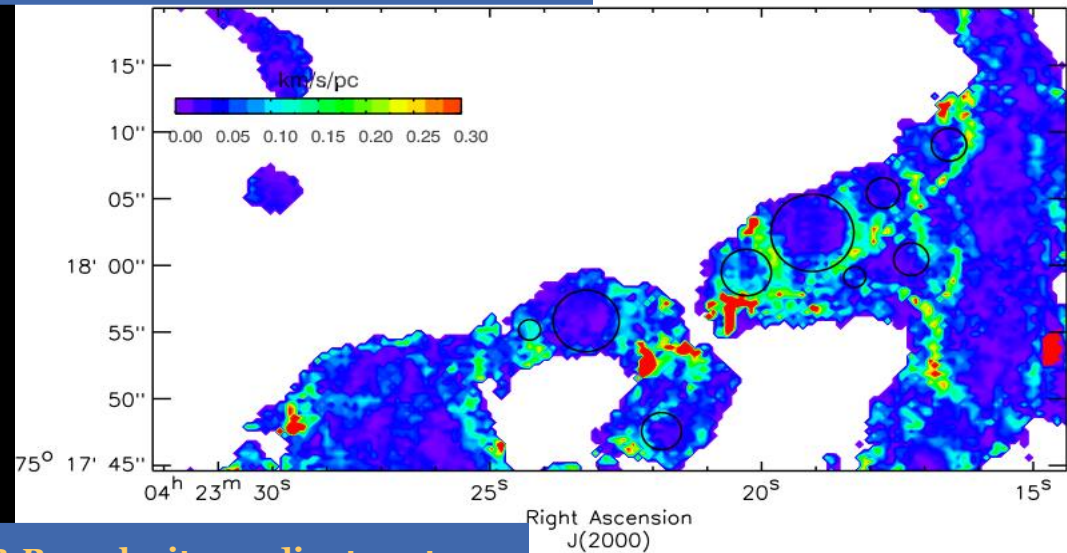 km/s/pc
0.00 0.05 0.10 0.15 0.20 0.25 0.30
15"
10"
05"
18' 00"
55"
50"
75° 17' 45"
04ʰ 23ᵐ 30ˢ 25ˢ 20ˢ 15ˢ
Right Ascension
J(2000)